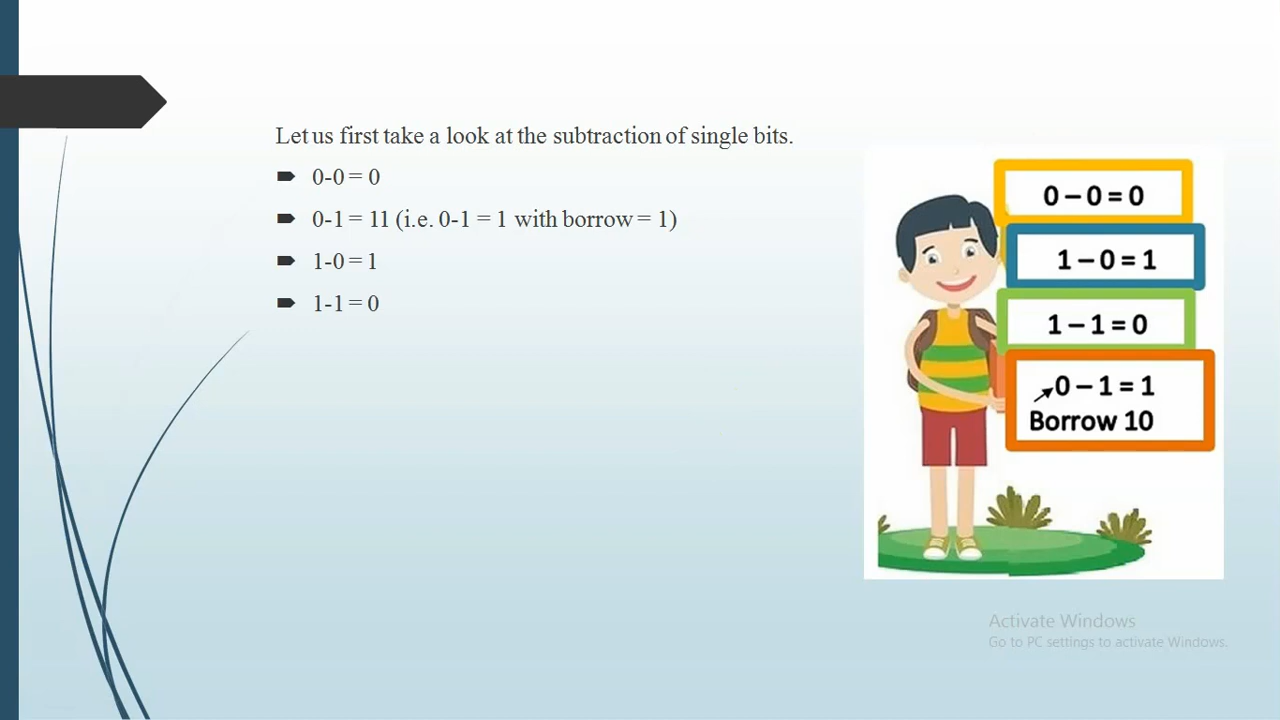 Let us first take a look at the subtraction of single bits.
0-0 = 0
0-1 = 11 (i.e. 0-1 = 1 with borrow = 1)
1-0 = 1
1-1 = 0
0 – 0 = 0
1 – 0 = 1
1 – 1 = 0
0 – 1 = 1
Borrow 10
Activate Windows
Go to PC settings to activate Windows.